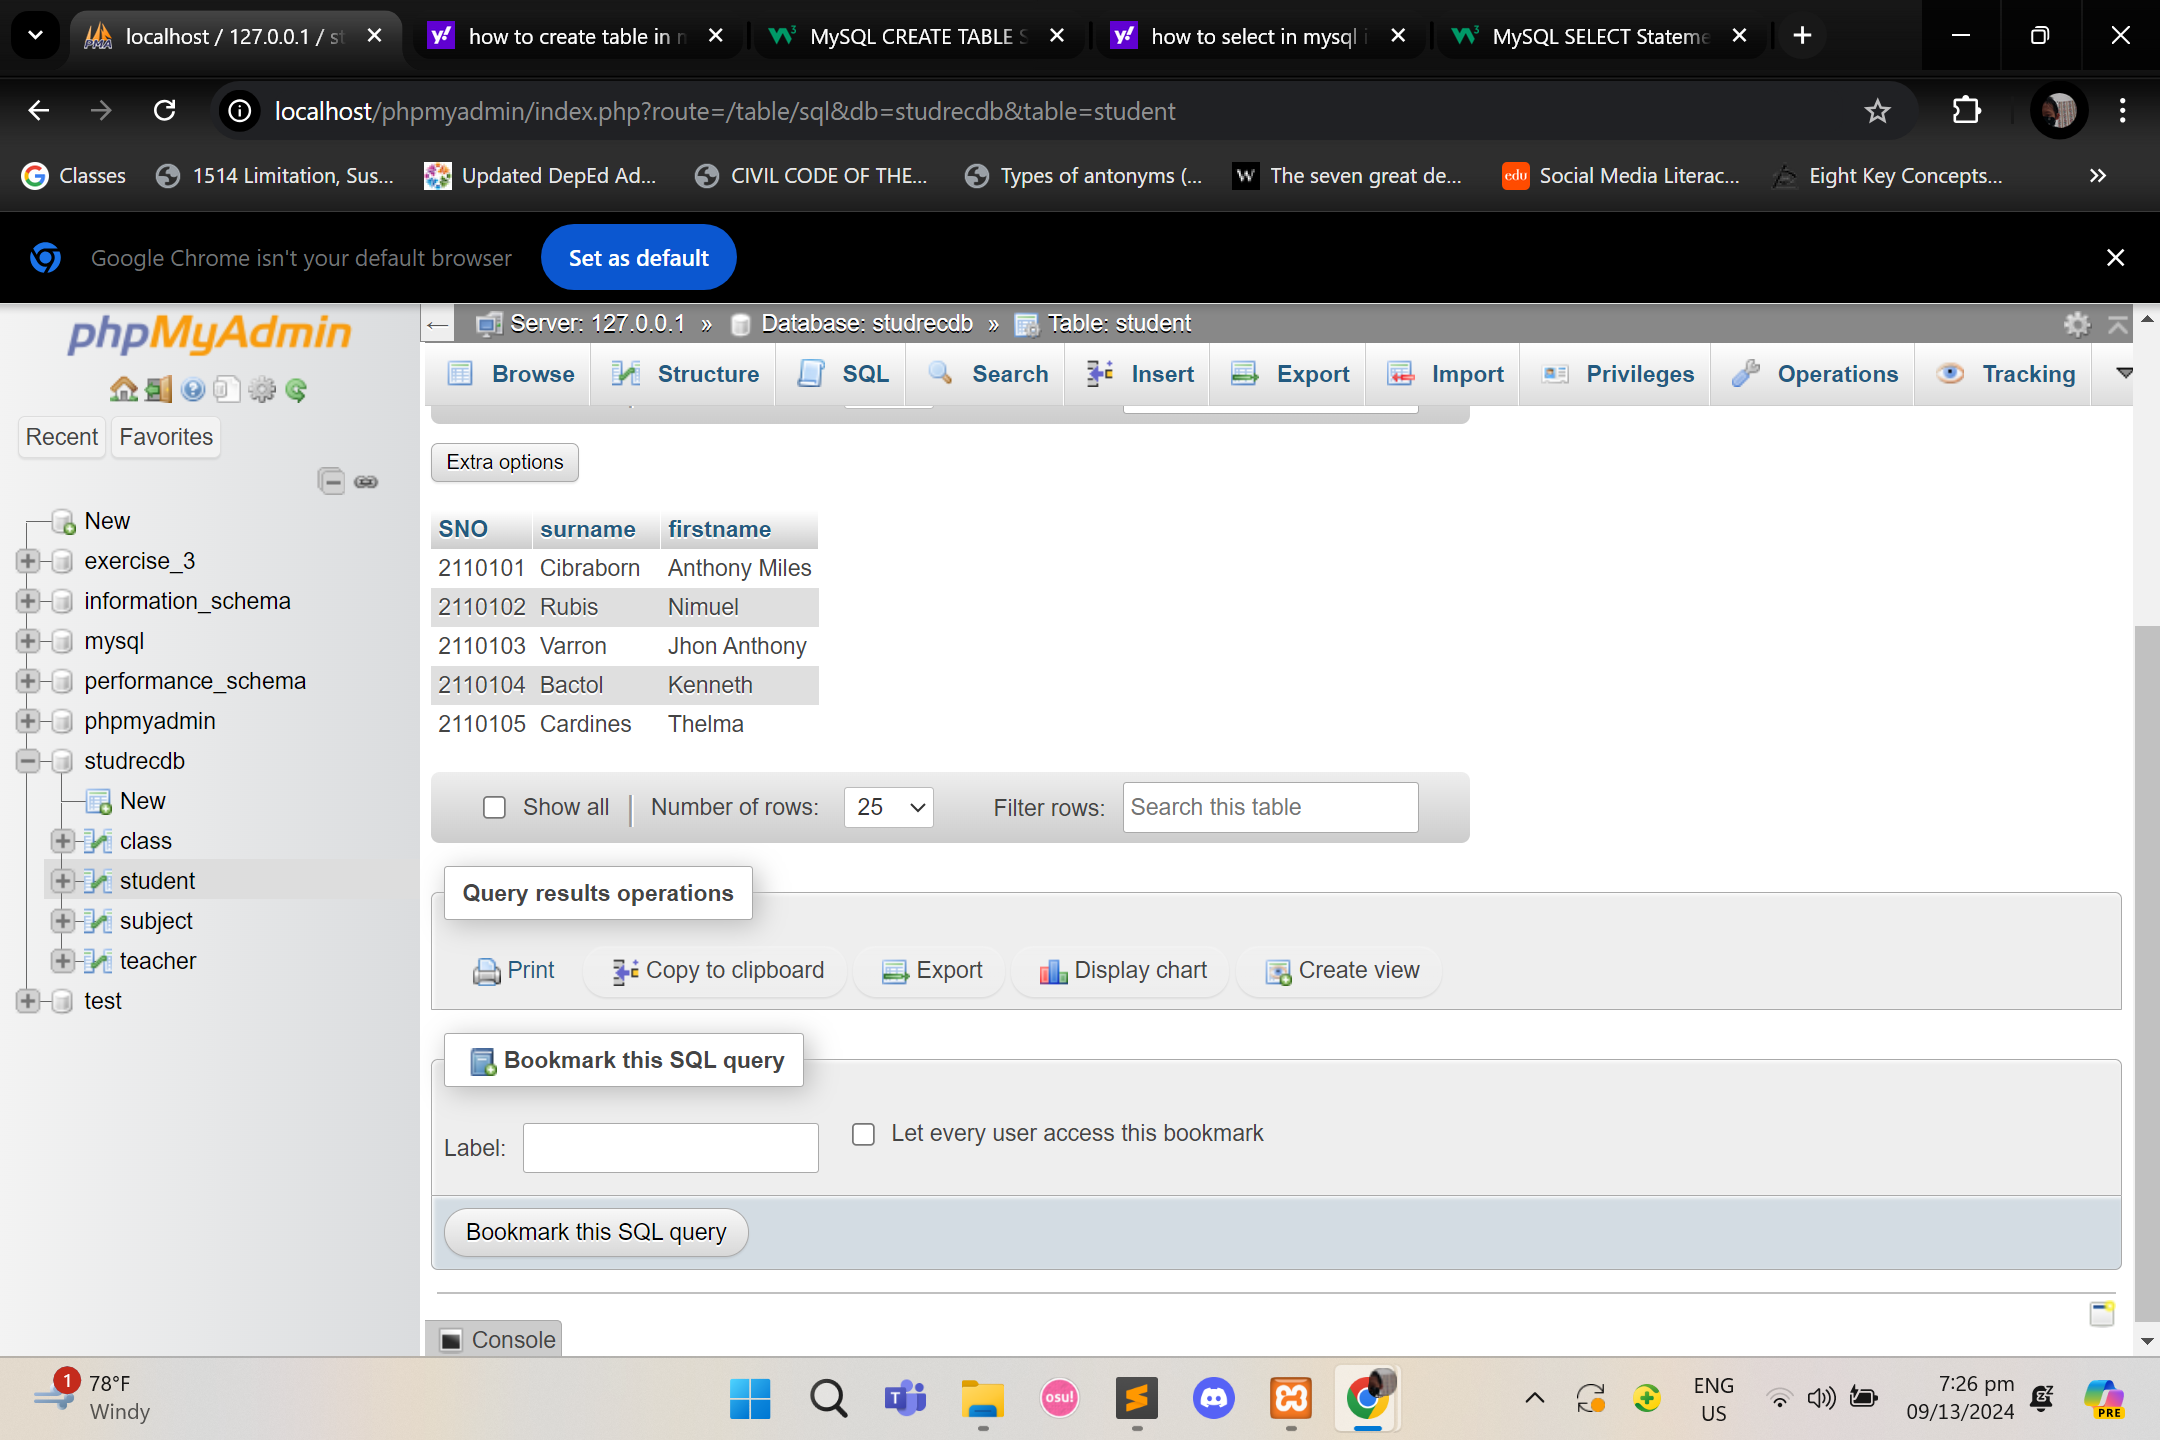 localhost / 127.0.0.1 / st
how to create table in m
MySQL CREATE TABLE S
how to select in mysql i
MySQL SELECT Stateme
localhost/phpmyadmin/index.php?route=/table/sql&db=studrecdb&table=student
Classes
1514 Limitation, Sus...
Updated DepEd Ad...
CIVIL CODE OF THE...
Types of antonyms (...
W The seven great de...
edu Social Media Literac...
Eight Key Concepts...
Google Chrome isn't your default browser
Set as default
phpMyAdmin
Server: 127.0.0.1 » Database: studrecdb » Table: student
Browse Structure SQL Search Insert Export Import Privileges Operations Tracking
Recent Favorites
New
exercise_3
information_schema
mysql
performance_schema
phpmyadmin
studrecdb
New
class
student
subject
teacher
test
Extra options
SNO surname firstname
2110101 Cibraborn Anthony Miles
2110102 Rubis Nimuel
2110103 Varron Jhon Anthony
2110104 Bactol Kenneth
2110105 Cardines Thelma
Show all Number of rows: 25 Filter rows: Search this table
Query results operations
Print Copy to clipboard Export Display chart Create view
Bookmark this SQL query
Label: Let every user access this bookmark
Bookmark this SQL query
Console
1
78°F
Windy
osu!
ENG
US
7:26 pm
09/13/2024
PRE